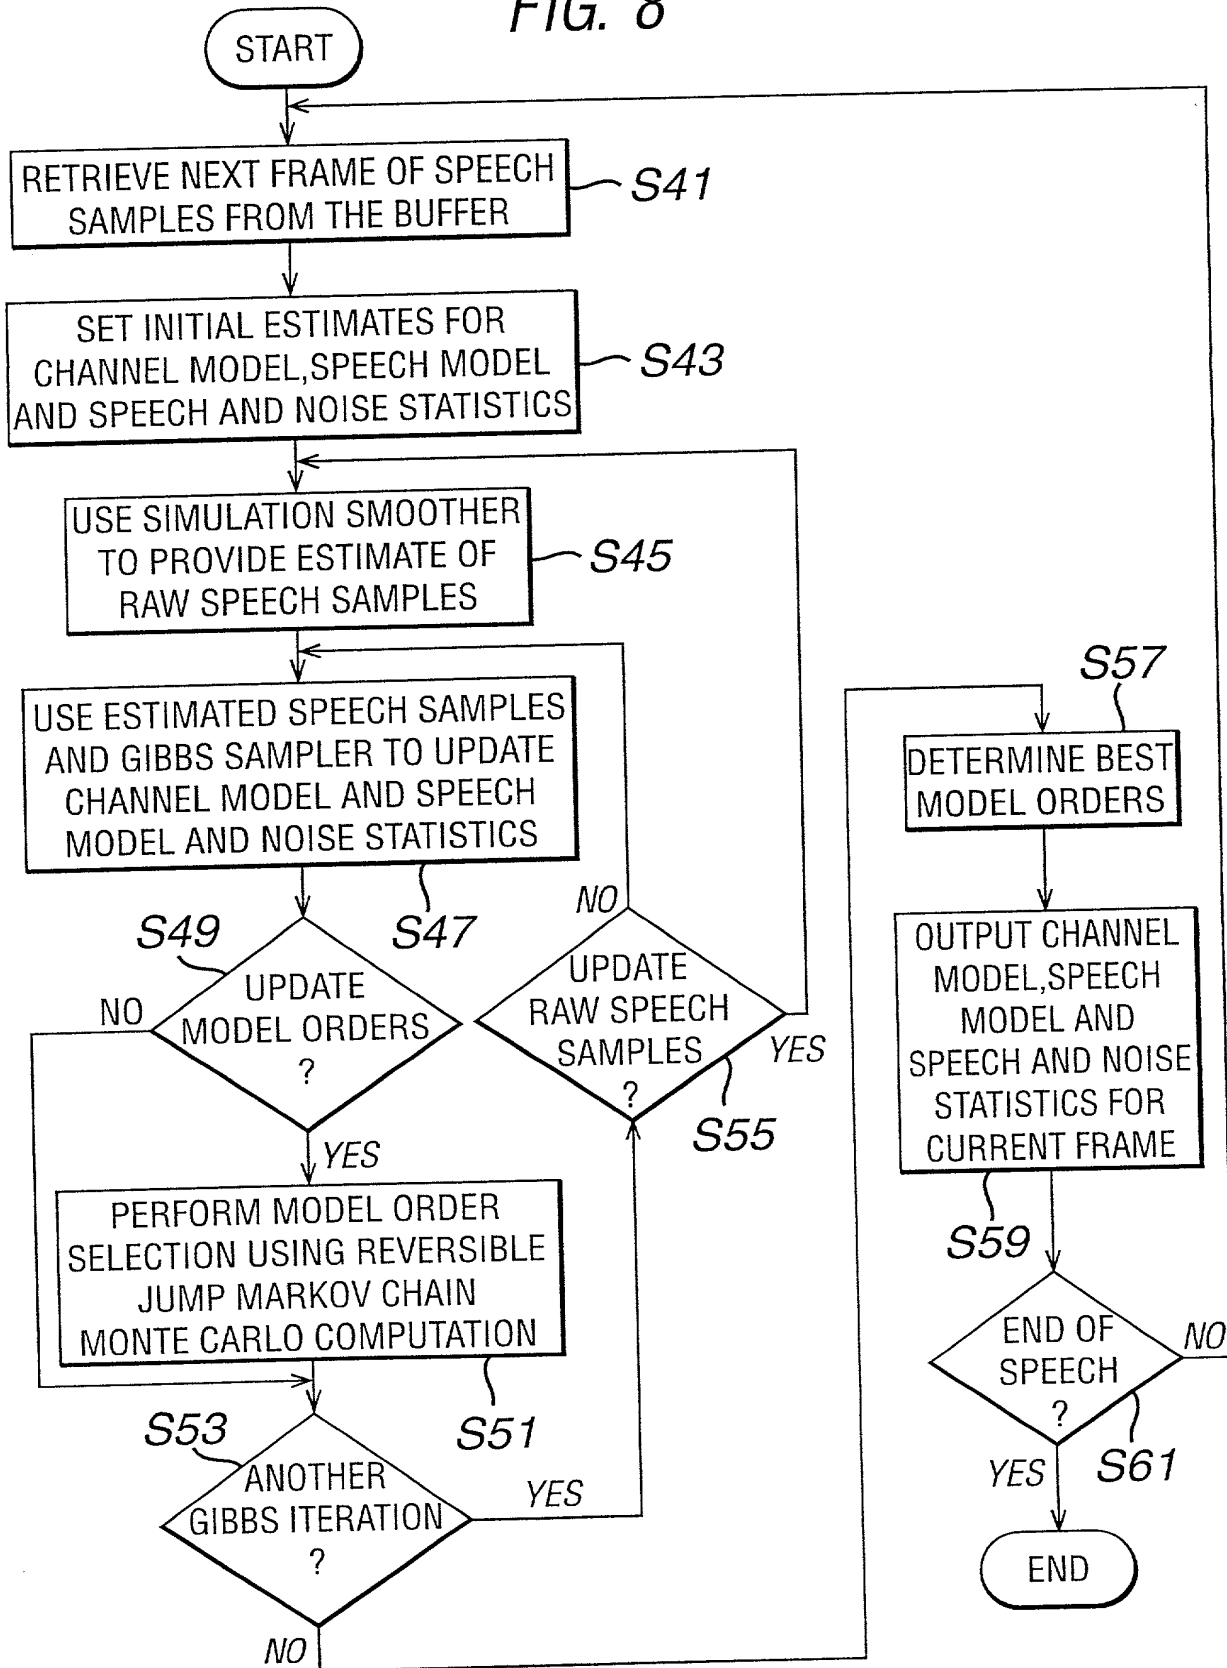 FIG. 8
START
RETRIEVE NEXT FRAME OF SPEECH
SAMPLES FROM THE BUFFER
S41
SET INITIAL ESTIMATES FOR
CHANNEL MODEL,SPEECH MODEL
AND SPEECH AND NOISE STATISTICS
S43
USE SIMULATION SMOOTHER
TO PROVIDE ESTIMATE OF
RAW SPEECH SAMPLES
S45
USE ESTIMATED SPEECH SAMPLES
AND GIBBS SAMPLER TO UPDATE
CHANNEL MODEL AND SPEECH
MODEL AND NOISE STATISTICS
S47
S49
UPDATE
MODEL ORDERS
?
NO
YES
PERFORM MODEL ORDER
SELECTION USING REVERSIBLE
JUMP MARKOV CHAIN
MONTE CARLO COMPUTATION
S51
S53
ANOTHER
GIBBS ITERATION
?
YES
NO
NO
UPDATE
RAW SPEECH
SAMPLES
?
YES
S55
S57
DETERMINE BEST
MODEL ORDERS
OUTPUT CHANNEL
MODEL,SPEECH
MODEL AND
SPEECH AND NOISE
STATISTICS FOR
CURRENT FRAME
S59
END OF
SPEECH
?
NO
S61
YES
END